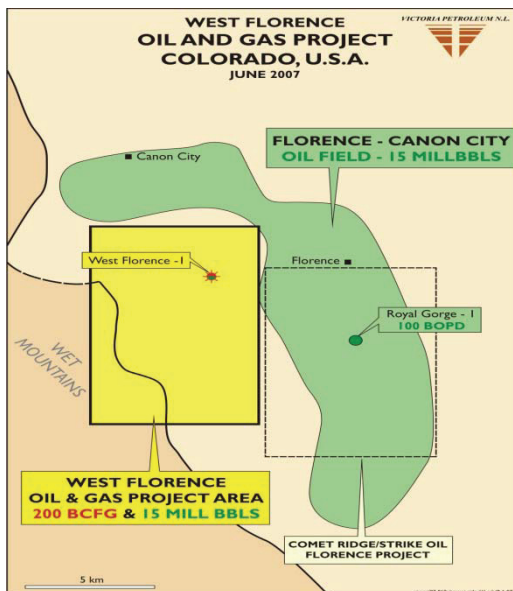 WEST FLORENCE
OIL AND GAS PROJECT
COLORADO, U.S.A.
JUNE 2007
VICTORIA PETROLEUM N.L.
Canon City
FLORENCE - CANON CITY
OIL FIELD - 15 MILLBBLS
West Florence -1
Florence
Royal Gorge - 1
100 BOPD
WET
MOUNTAINS
WEST FLORENCE
OIL & GAS PROJECT AREA
200 BCFG & 15 MILL BBLS
COMET RIDGE/STRIKE OIL
FLORENCE PROJECT
5 km